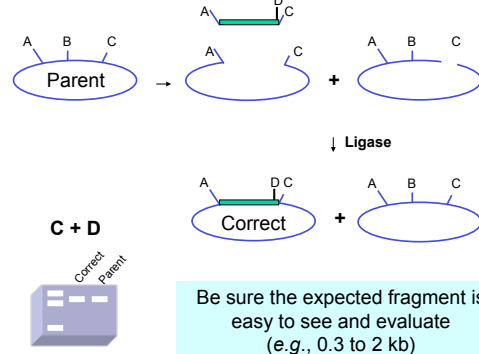 A D C
A B C A C A B C
Parent → + +
↓ Ligase
A D C A B C
Correct +
C + D
Correct Parent
Be sure the expected fragment is
easy to see and evaluate
(e.g., 0.3 to 2 kb)